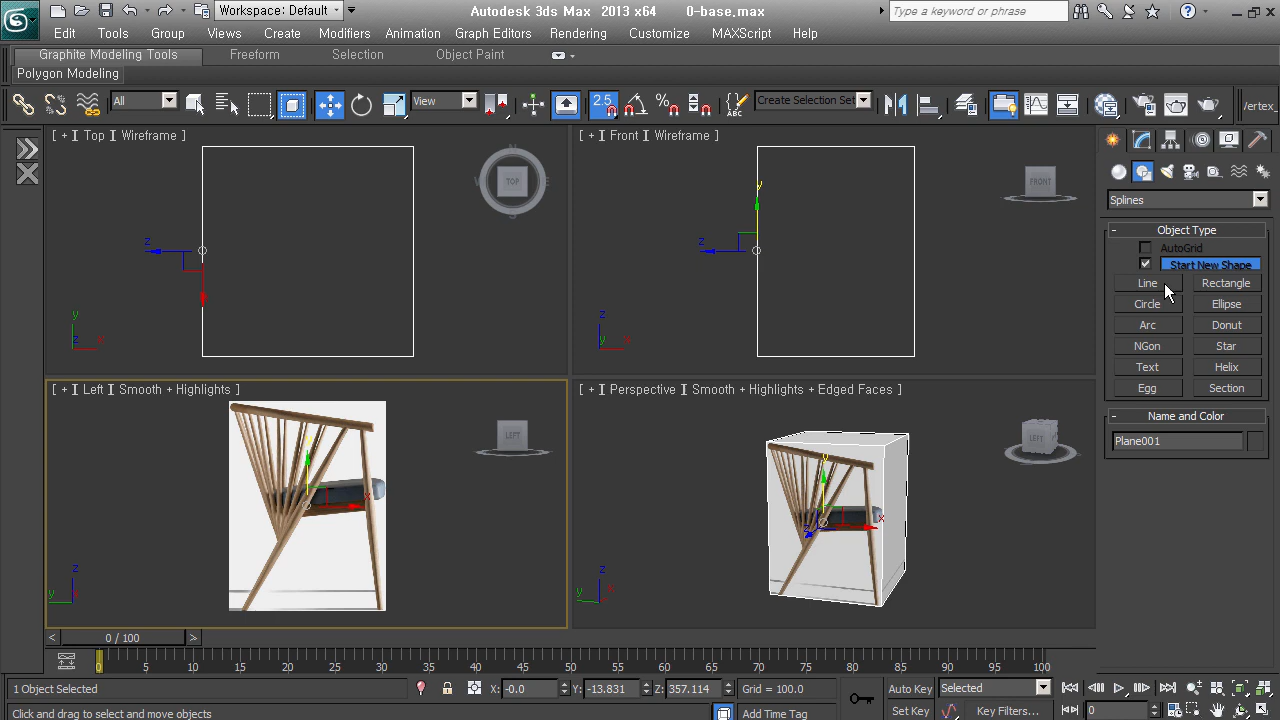 Workspace: Default
Autodesk 3ds Max 2013 x64 0-base.max
Type a keyword or phrase
Edit Tools Group Views Create Modifiers Animation Graph Editors Rendering Customize MAXScript Help
Graphite Modeling Tools Freeform Selection Object Paint
Polygon Modeling
All View 2.5 ABC Create Selection Set /ertex
[ + ] Top ] Wireframe ]
TOP
z
y
z x
[ + ] Front ] Wireframe ]
FRONT
y
z
z
y x
[ + ] Left ] Smooth + Highlights ]
LEFT
x
z
y
[ + ] Perspective ] Smooth + Highlights + Edged Faces ]
LEFT
y
x
z
y
Splines
- Object Type
AutoGrid
Start New Shape
Line Rectangle
Circle Ellipse
Arc Donut
NGon Star
Text Helix
Egg Section
- Name and Color
Plane001
< 0 / 100 >
0 5 10 15 20 25 30 35 40 45 50 55 60 65 70 75 80 85 90 95 100
1 Object Selected X: -0.0 Y: -13.831 Z: 357.114 Grid = 100.0 Auto Key Selected
Click and drag to select and move objects Add Time Tag Set Key Key Filters... 0